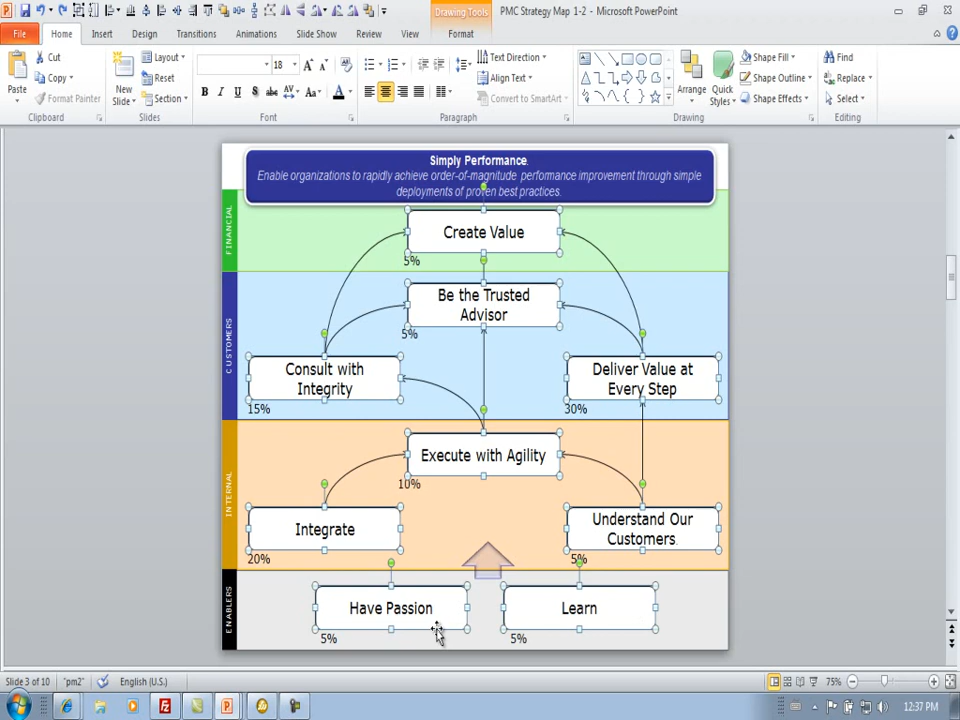 PMC Strategy Map 1-2 - Microsoft PowerPoint
Drawing Tools
File
Home
Insert
Design
Transitions
Animations
Slide Show
Review
View
Format
Paste
Cut
Copy
Format Painter
Clipboard
New
Slide
Layout
Reset
Section
Slides
18
Font
Text Direction
Align Text
Convert to SmartArt
Paragraph
Arrange
Quick
Styles
Shape Fill
Shape Outline
Shape Effects
Drawing
Find
Replace
Select
Editing
Simply Performance.
Enable organizations to rapidly achieve order-of-magnitude performance improvement through simple
deployments of proven best practices.
FINANCIAL
Create Value
5%
CUSTOMERS
Be the Trusted
Advisor
5%
Consult with
Integrity
15%
Deliver Value at
Every Step
30%
INTERNAL
Execute with Agility
10%
Integrate
20%
Understand Our
Customers.
5%
ENABLERS
Have Passion
5%
Learn
5%
Slide 3 of 10
"pm2"
English (U.S.)
75%
12:37 PM